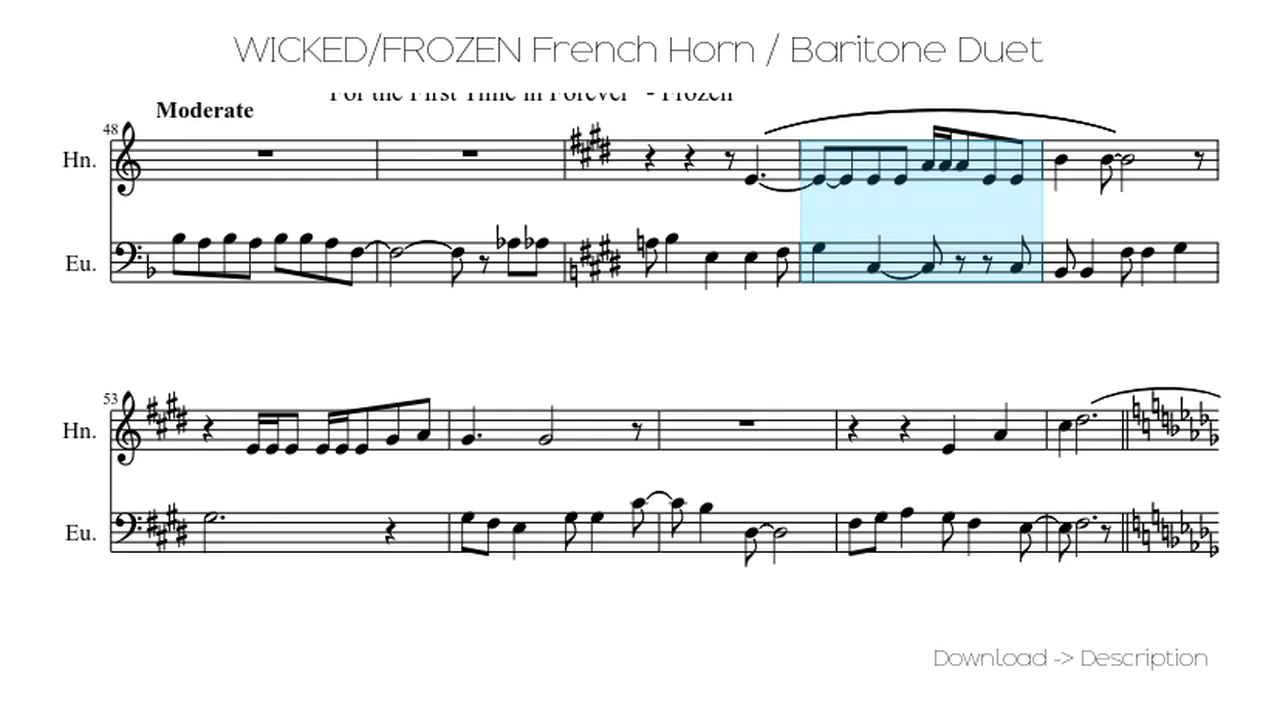 WICKED/FROZEN French Horn / Baritone Duet
For the First Time in Forever - Frozen
Moderate
48
Hn.
Eu.
53
Hn.
Eu.
Download -> Description